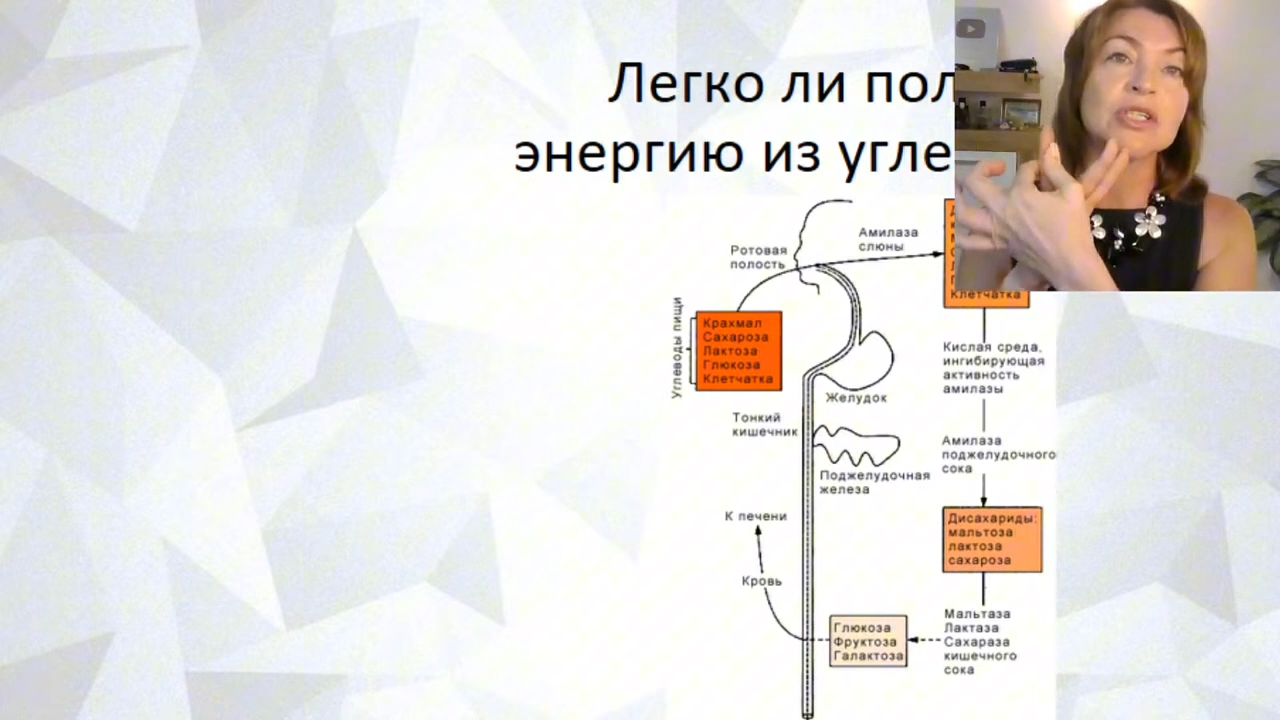 Легко ли
энергию из
Ротовая
полость
Амилаза
слюны
Клетчатка
Углеводы пищи
Крахмал
Сахароза
Лактоза
Глюкоза
Клетчатка
Кислая среда,
ингибирующая
активность
амилазы
Желудок
Тонкий
кишечник
Амилаза
поджелудочного
сока
Поджелудочная
железа
К печени
Дисахариды:
мальтоза
лактоза
сахароза
Кровь
Мальтаза
Лактаза
Сахараза
кишечного
сока
Глюкоза
Фруктоза
Галактоза